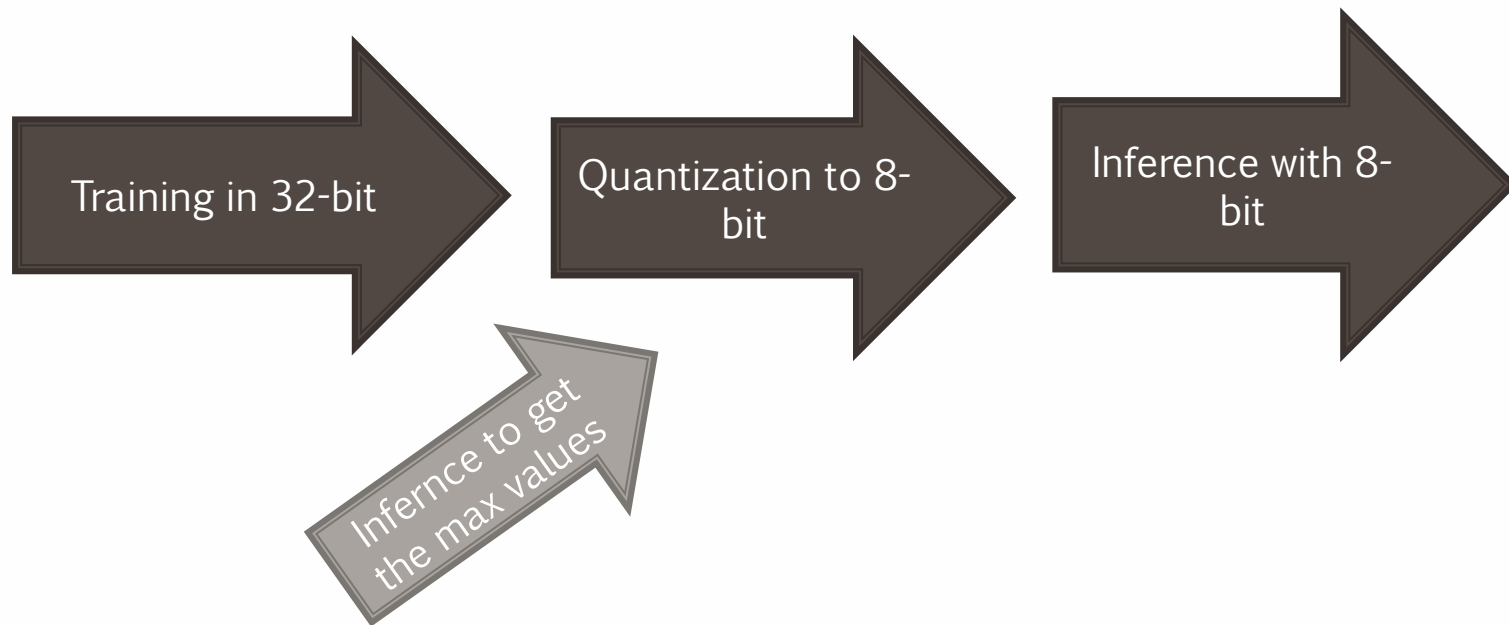 Training in 32-bit
Quantization to 8-
bit
Inference with 8-
bit
Infernce to get
the max values